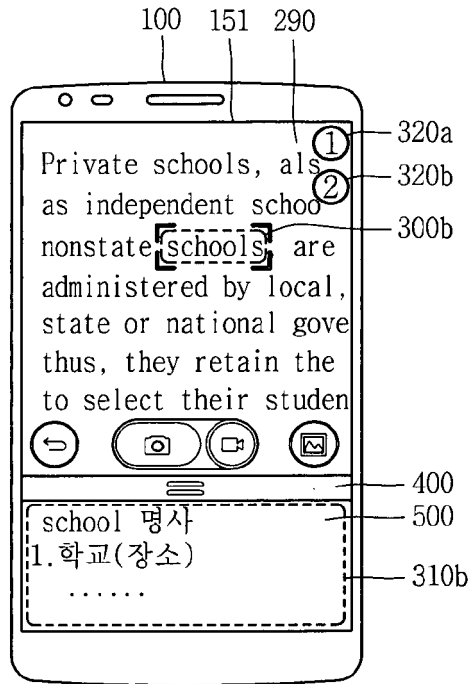 100 151 290
① 320a
Private schools, als
② 320b
as independent schoo
300b
nonstate schools are
administered by local,
state or national gove
thus, they retain the
to select their studen
400
school 명사
500
1.학교(장소)
310b
......